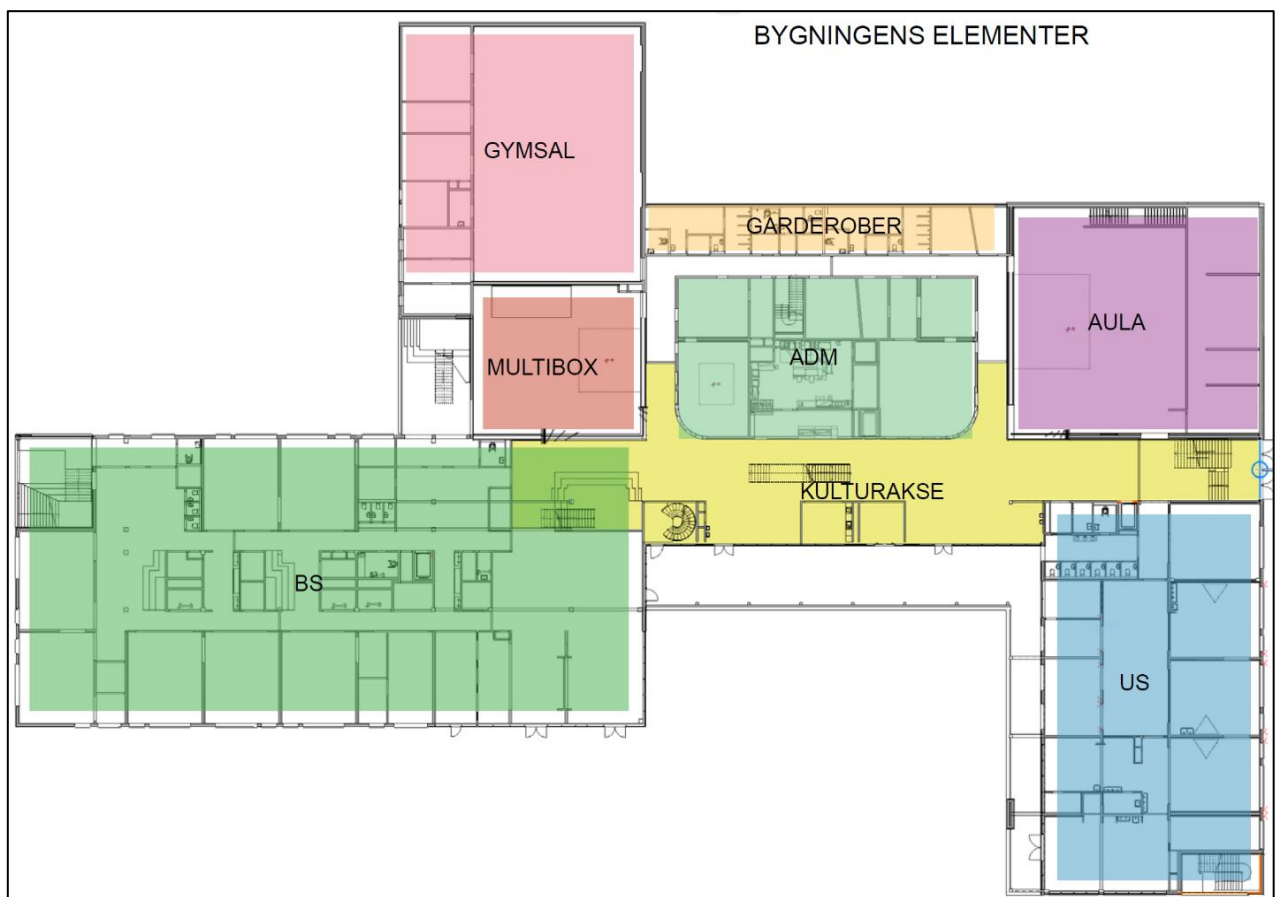 BYGNINGENS ELEMENTER
GYMSAL
GARDEROBER
AULA
ADM
MULTIBOX
KULTURAKSE
BS
US